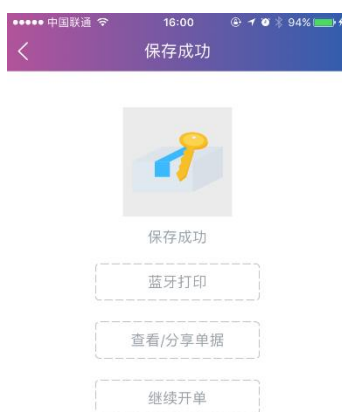 中国联通 16:00 94%
保存成功
保存成功
蓝牙打印
查看/分享单据
继续开单